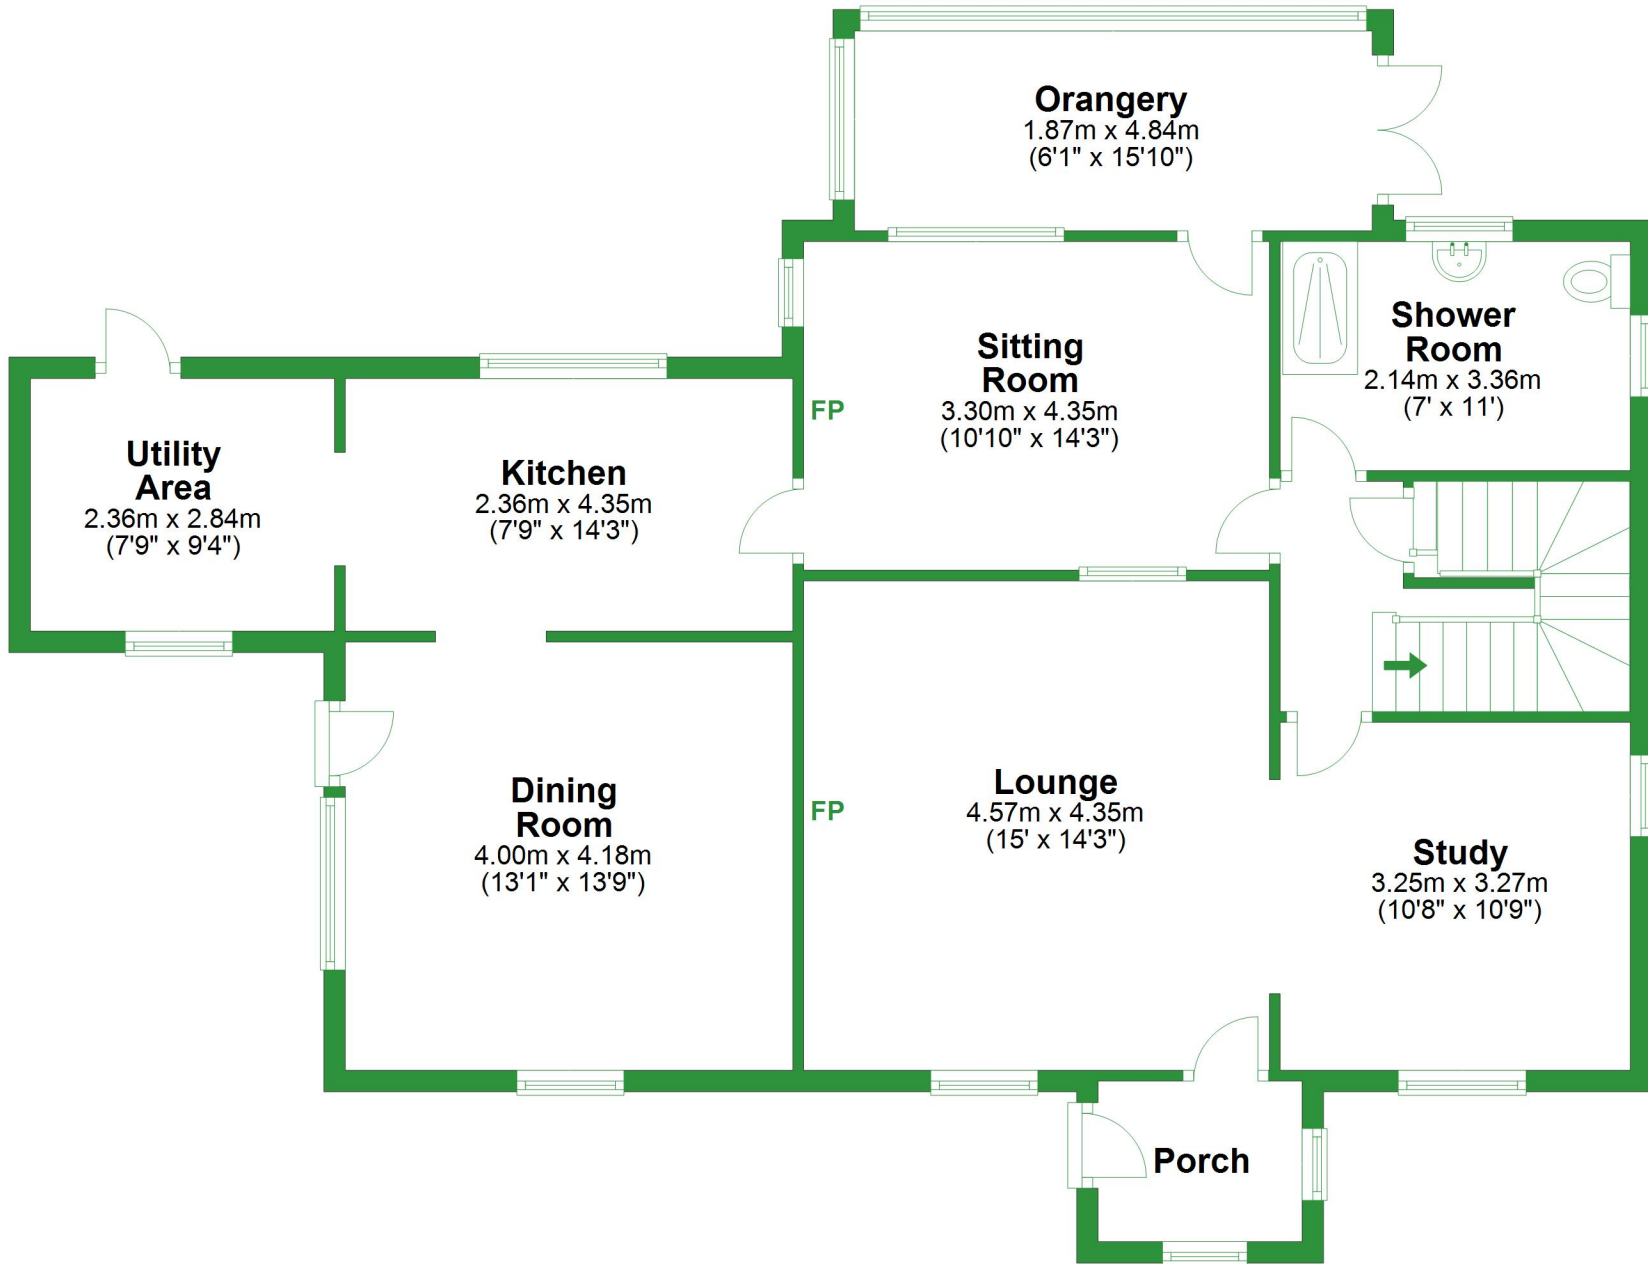 Orangery
1.87m x 4.84m
(6'1" x 15'10")
Shower
Room
2.14m x 3.36m
(7' x 11')
Sitting
Room
3.30m x 4.35m
(10'10" x 14'3")
FP
Utility
Area
2.36m x 2.84m
(7'9" x 9'4")
Kitchen
2.36m x 4.35m
(7'9" x 14'3")
Dining
Room
4.00m x 4.18m
(13'1" x 13'9")
FP
Lounge
4.57m x 4.35m
(15' x 14'3")
Study
3.25m x 3.27m
(10'8" x 10'9")
Porch